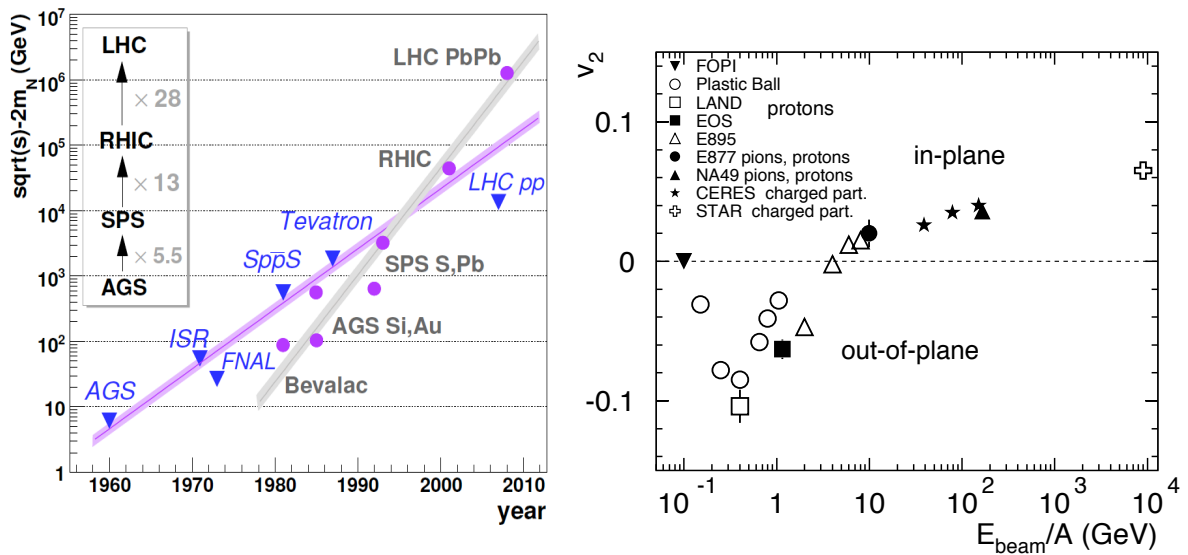 sqrt(s)-2m_N (GeV)
10^7
10^6
10^5
10^4
10^3
10^2
10
1
LHC
× 28
RHIC
× 13
SPS
× 5.5
AGS
LHC PbPb
RHIC
LHC pp
Tevatron
Spp̅S
SPS S,Pb
ISR
FNAL
AGS Si,Au
AGS
Bevalac
1960 1970 1980 1990 2000 2010
year
v_2
0.1
0
-0.1
FOPI
Plastic Ball
LAND
protons
EOS
E895
E877 pions, protons
NA49 pions, protons
CERES charged part.
STAR charged part.
in-plane
out-of-plane
10^-1 1 10 10^2 10^3 10^4
E_beam/A (GeV)